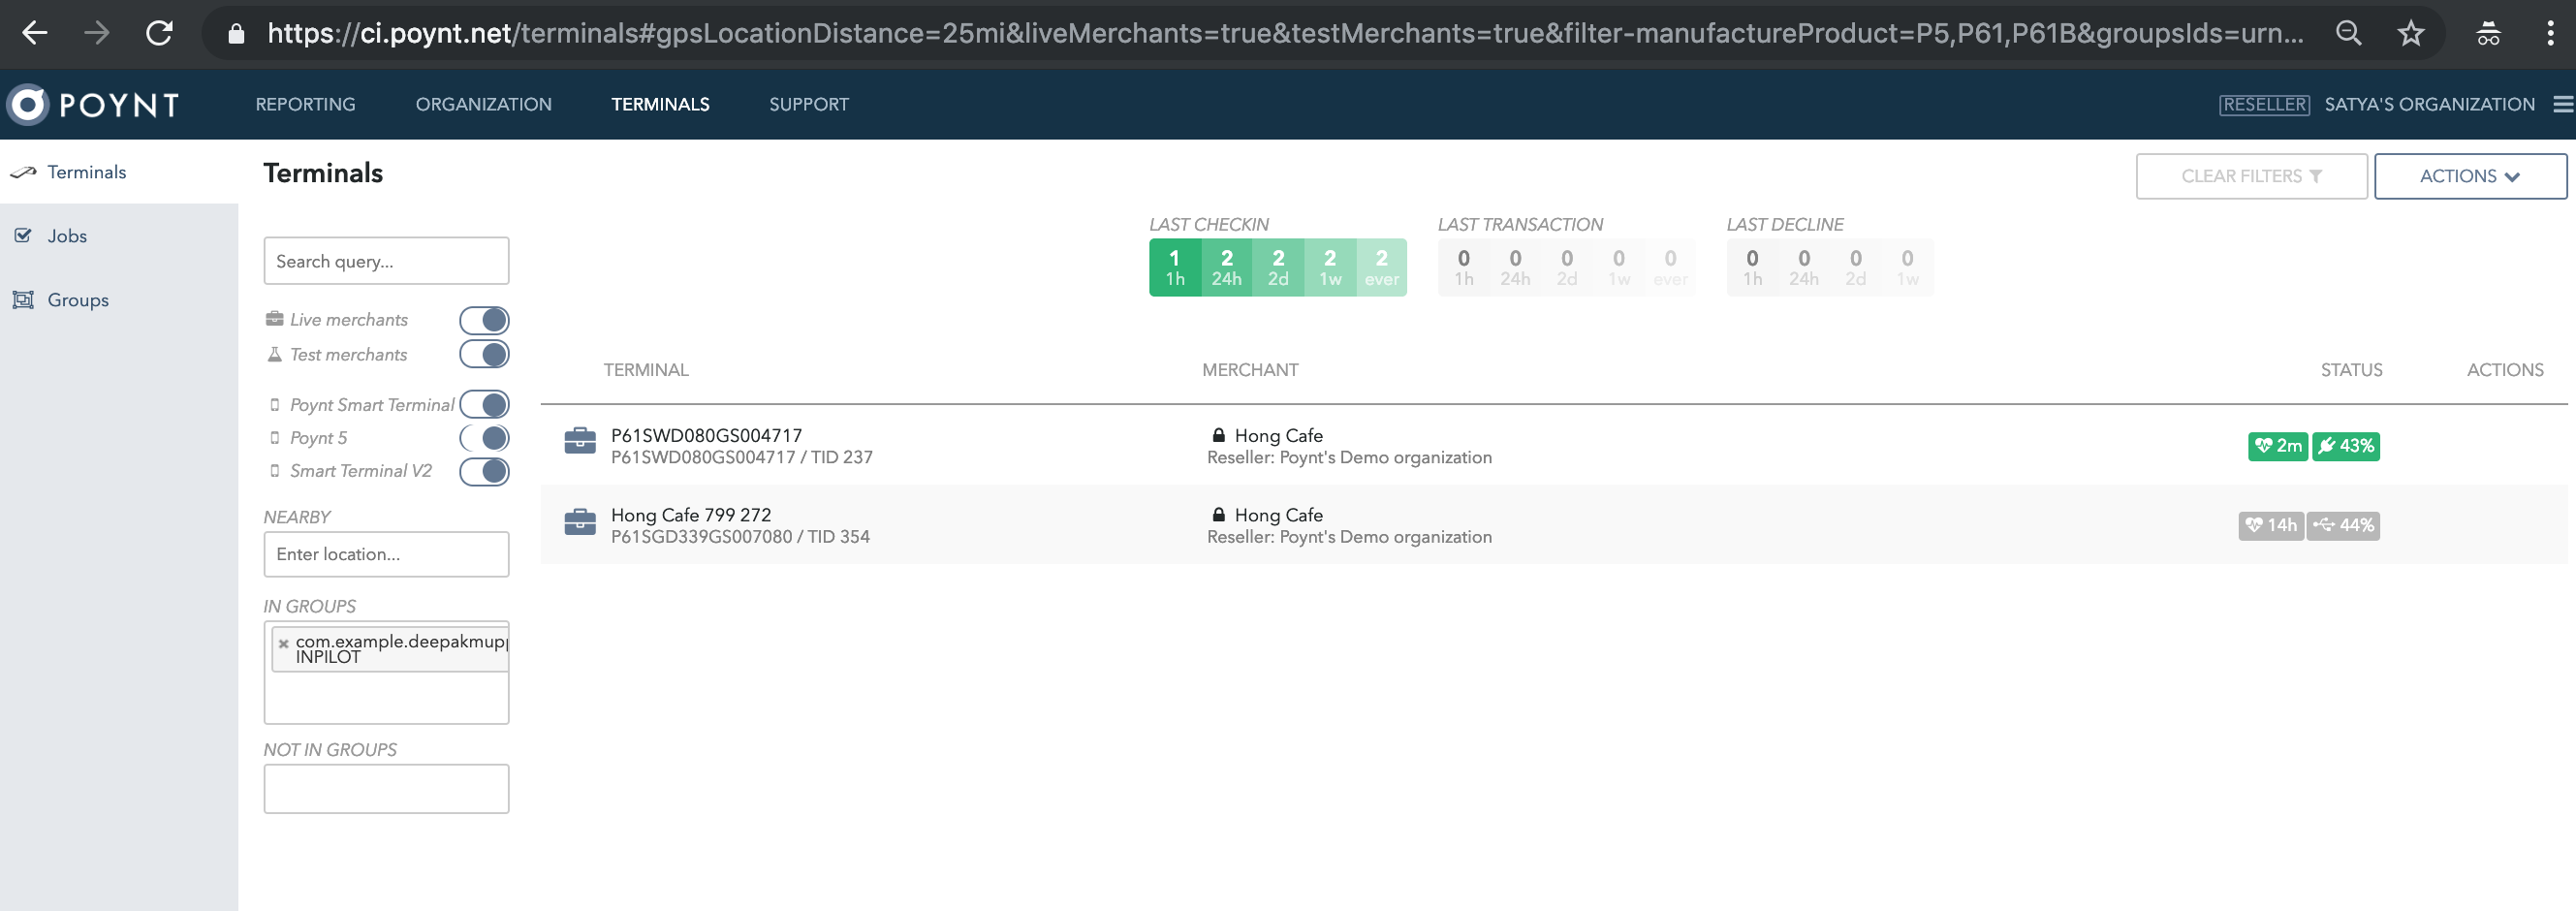 https://ci.poynt.net/terminals#gpsLocationDistance=25mi&liveMerchants=true&testMerchants=true&filter-manufactureProduct=P5,P61,P61B&groupsIds=urn...
POYNT
REPORTING
ORGANIZATION
TERMINALS
SUPPORT
RESELLER
SATYA'S ORGANIZATION
Terminals
Jobs
Groups
Terminals
CLEAR FILTERS
ACTIONS
Search query...
Live merchants
Test merchants
Poynt Smart Terminal
Poynt 5
Smart Terminal V2
NEARBY
Enter location...
IN GROUPS
com.example.deepakmupp
INPILOT
NOT IN GROUPS
LAST CHECKIN
1 2 2 2 2
1h 24h 2d 1w ever
LAST TRANSACTION
0 0 0 0 0
1h 24h 2d 1w ever
LAST DECLINE
0 0 0 0
1h 24h 2d 1w
TERMINAL MERCHANT STATUS ACTIONS
P61SWD080GS004717 Hong Cafe
P61SWD080GS004717 / TID 237 Reseller: Poynt's Demo organization
2m 43%
Hong Cafe 799 272 Hong Cafe
P61SGD339GS007080 / TID 354 Reseller: Poynt's Demo organization
14h 44%